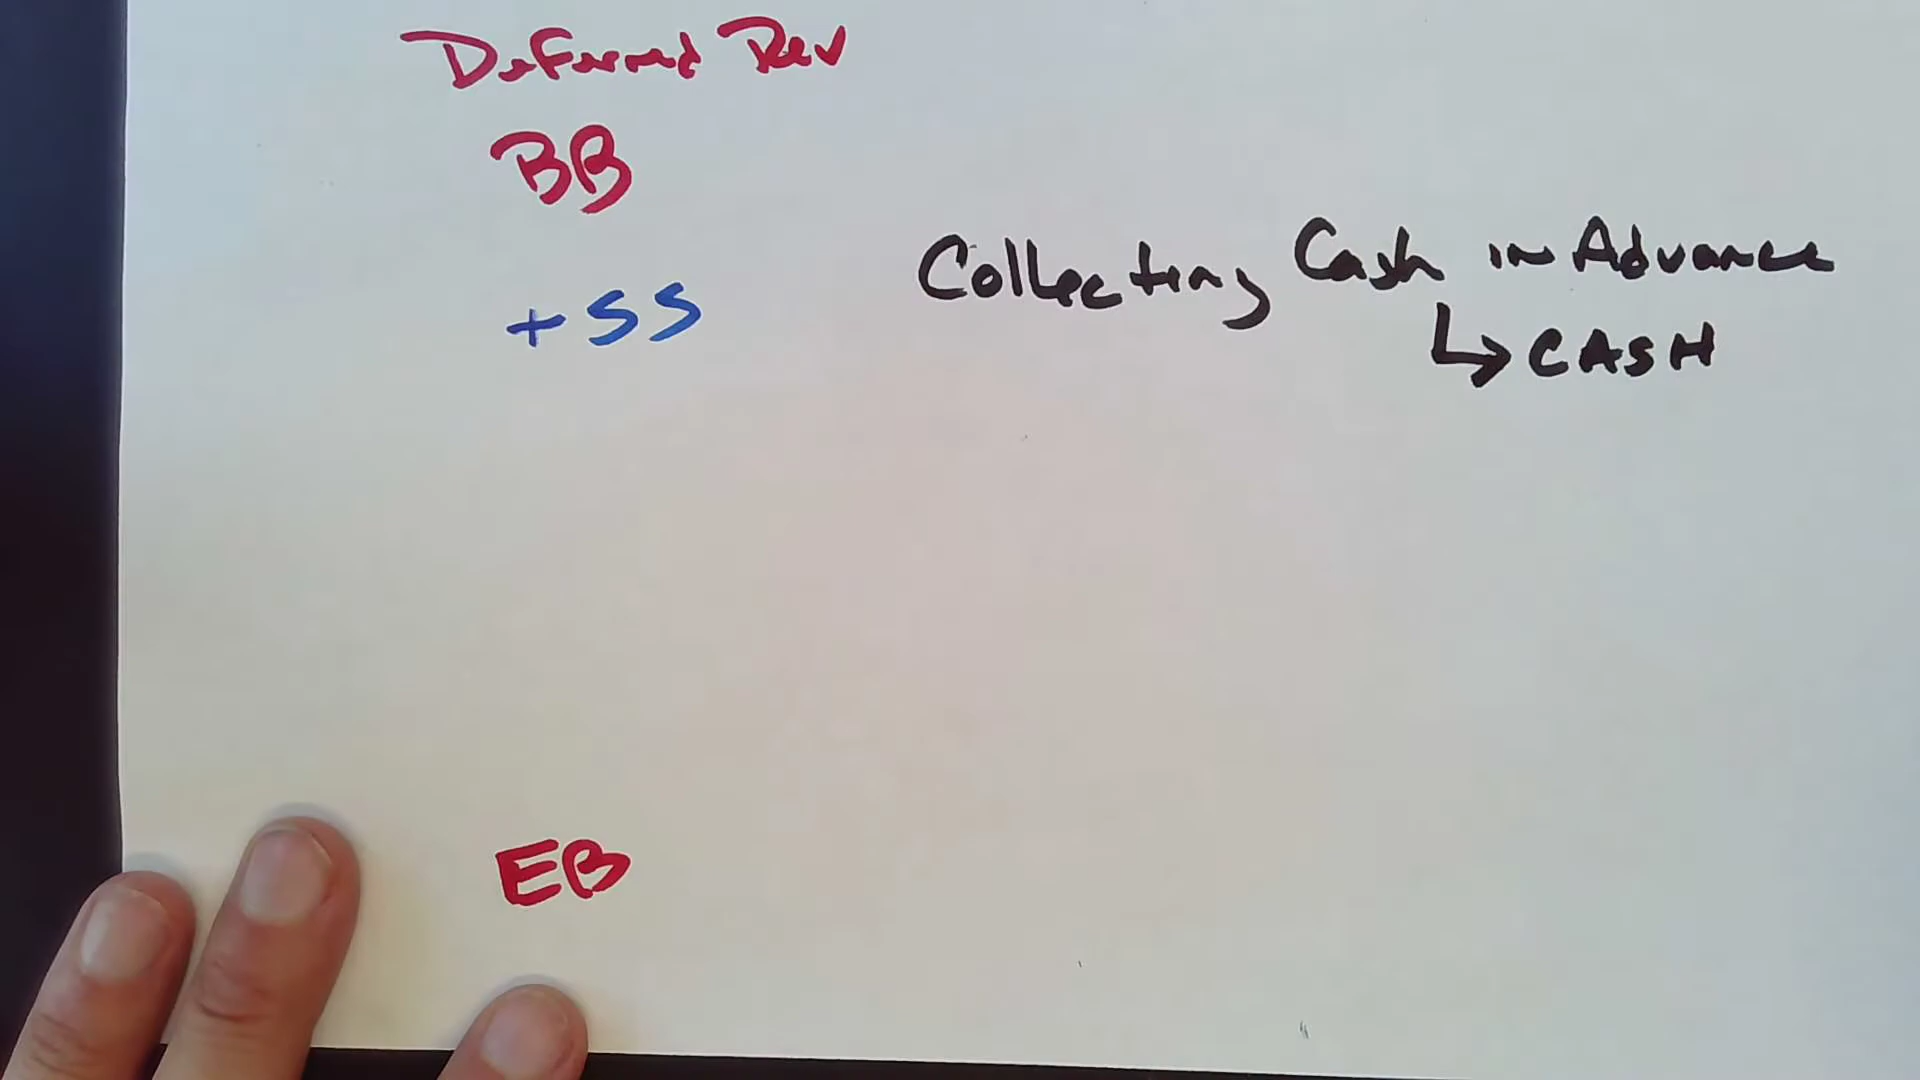 Deferred Rev
BB
+ SS
Collecting Cash in Advance
↳ CASH
EB